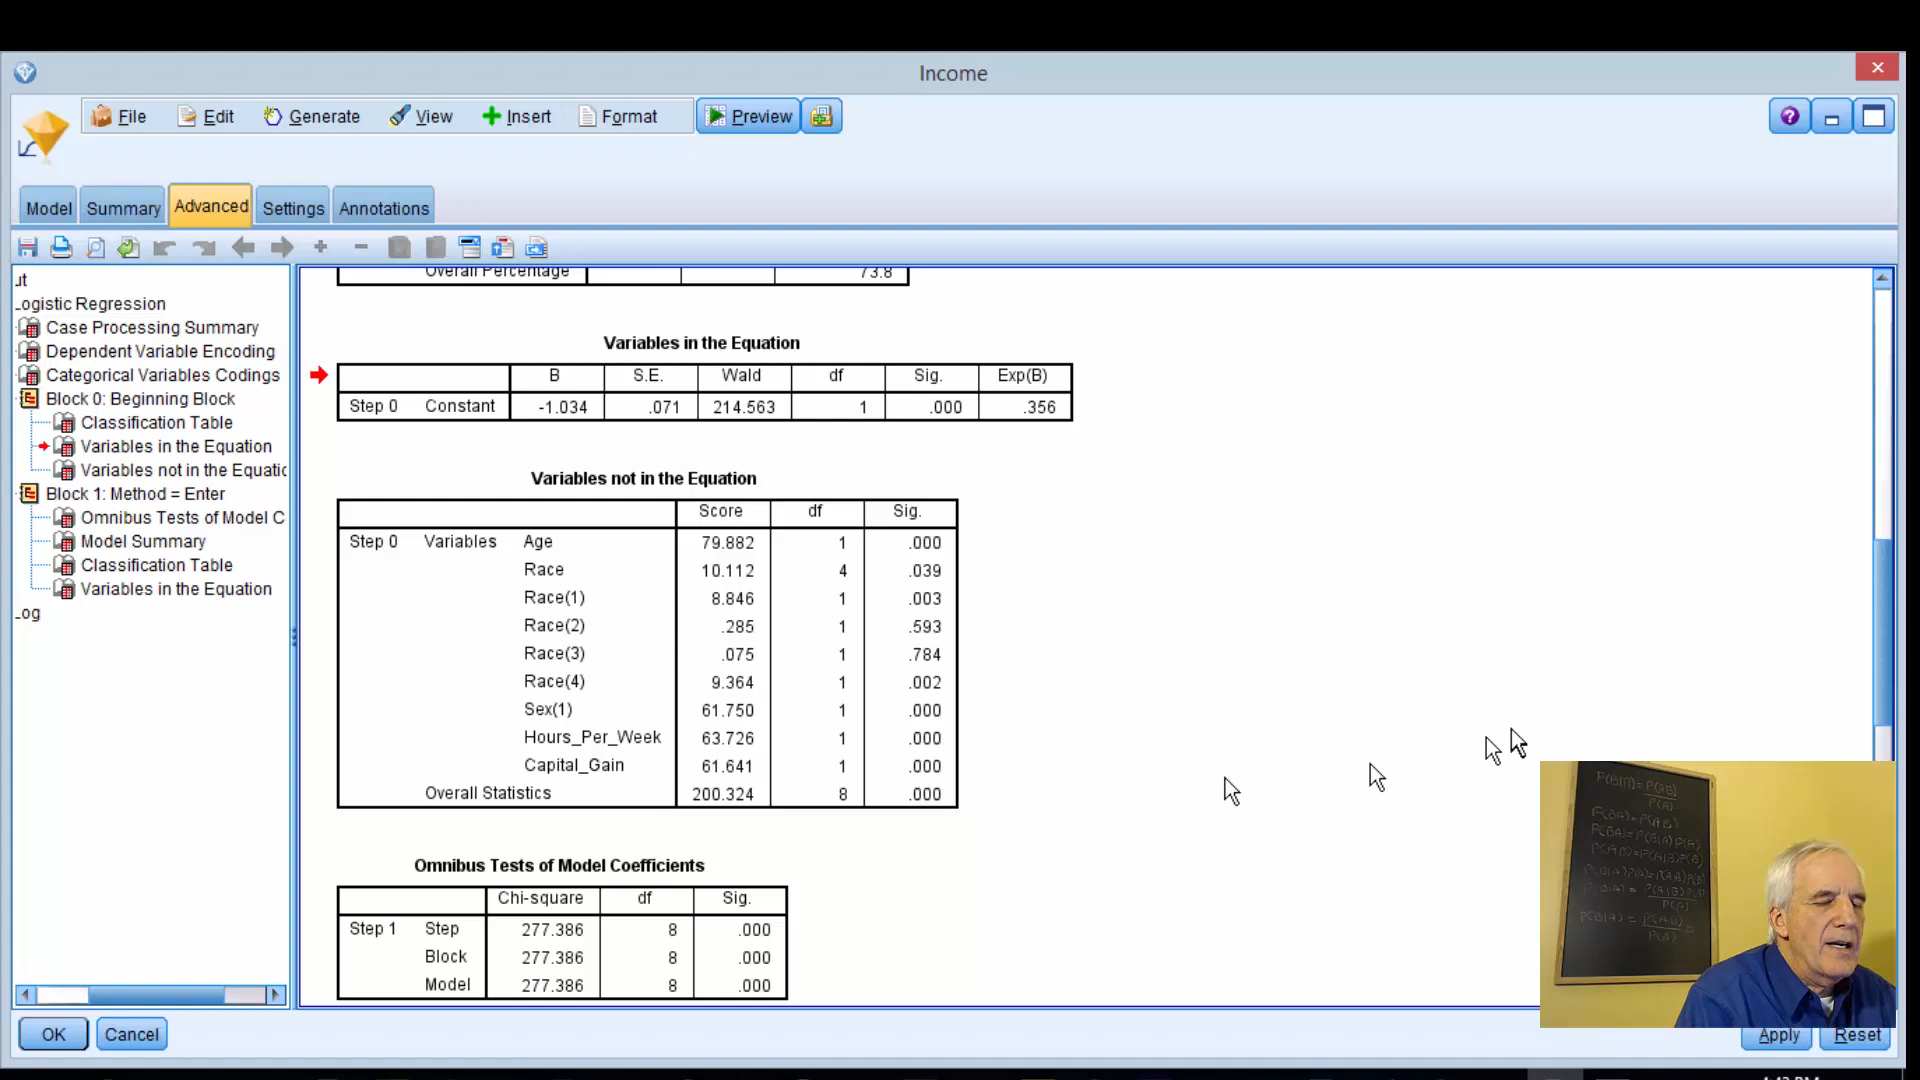 Income
File Edit Generate View Insert Format Preview
Model Summary Advanced Settings Annotations
ut
ogistic Regression
Case Processing Summary
Dependent Variable Encoding
Categorical Variables Codings
Block 0: Beginning Block
Classification Table
Variables in the Equation
Variables not in the Equatic
Block 1: Method = Enter
Omnibus Tests of Model C
Model Summary
Classification Table
Variables in the Equation
Log
Overall Percentage 73.8
Variables in the Equation
B S.E. Wald df Sig. Exp(B)
Step 0 Constant -1.034 .071 214.563 1 .000 .356
Variables not in the Equation
Score df Sig.
Step 0 Variables Age 79.882 1 .000
Race 10.112 4 .039
Race(1) 8.846 1 .003
Race(2) .285 1 .593
Race(3) .075 1 .784
Race(4) 9.364 1 .002
Sex(1) 61.750 1 .000
Hours_Per_Week 63.726 1 .000
Capital_Gain 61.641 1 .000
Overall Statistics 200.324 8 .000
Omnibus Tests of Model Coefficients
Chi-square df Sig.
Step 1 Step 277.386 8 .000
Block 277.386 8 .000
Model 277.386 8 .000
OK Cancel Apply Reset